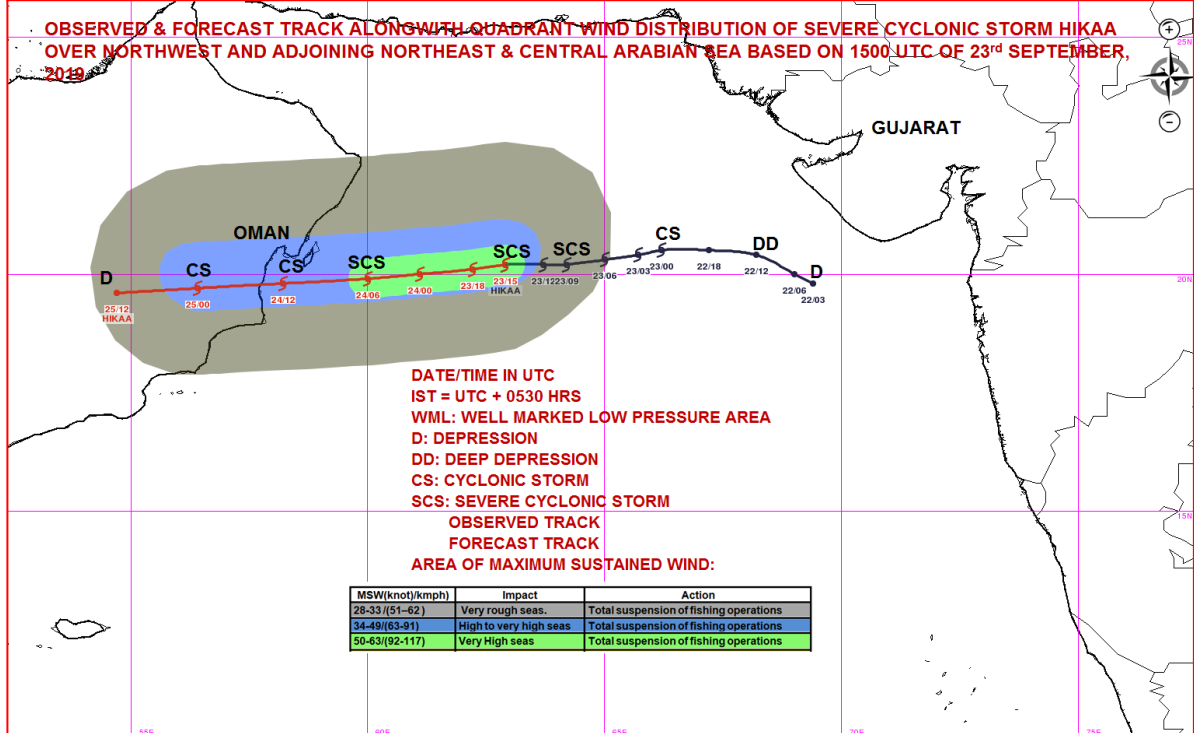 OBSERVED & FORECAST TRACK ALONGWITH QUADRANT WIND DISTRIBUTION OF SEVERE CYCLONIC STORM HIKAA
OVER NORTHWEST AND ADJOINING NORTHEAST & CENTRAL ARABIAN SEA BASED ON 1500 UTC OF 23rd SEPTEMBER,
2019
25N
GUJARAT
OMAN
D
CS
CS
SCS
SCS
SCS
CS
DD
D
25/12
HIKAA
25/00
24/12
24/06
24/00
23/18
23/15
HIKAA
23/12
23/09
23/06
23/03
23/00
22/18
22/12
22/06
22/03
20N
DATE/TIME IN UTC
IST = UTC + 0530 HRS
WML: WELL MARKED LOW PRESSURE AREA
D: DEPRESSION
DD: DEEP DEPRESSION
CS: CYCLONIC STORM
SCS: SEVERE CYCLONIC STORM
OBSERVED TRACK
FORECAST TRACK
AREA OF MAXIMUM SUSTAINED WIND:
15N
MSW(knot)/kmph) Impact Action
28-33/(51–62) Very rough seas. Total suspension of fishing operations
34-49/(63-91) High to very high seas Total suspension of fishing operations
50-63/(92-117) Very High seas Total suspension of fishing operations
55E 60E 65E 70E 75E